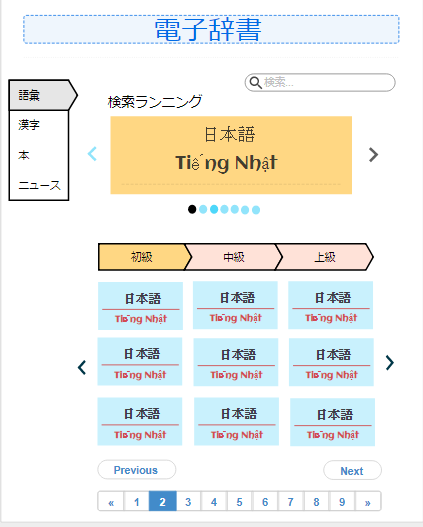 電子辞書
検索...
語彙
漢字
本
ニュース
検索ランニング
日本語
Tiếng Nhật
初級 中級 上級
日本語 日本語 日本語
Tiếng Nhật Tiếng Nhật Tiếng Nhật
日本語 日本語 日本語
Tiếng Nhật Tiếng Nhật Tiếng Nhật
日本語 日本語 日本語
Tiếng Nhật Tiếng Nhật Tiếng Nhật
Previous Next
« 1 2 3 4 5 6 7 8 9 »